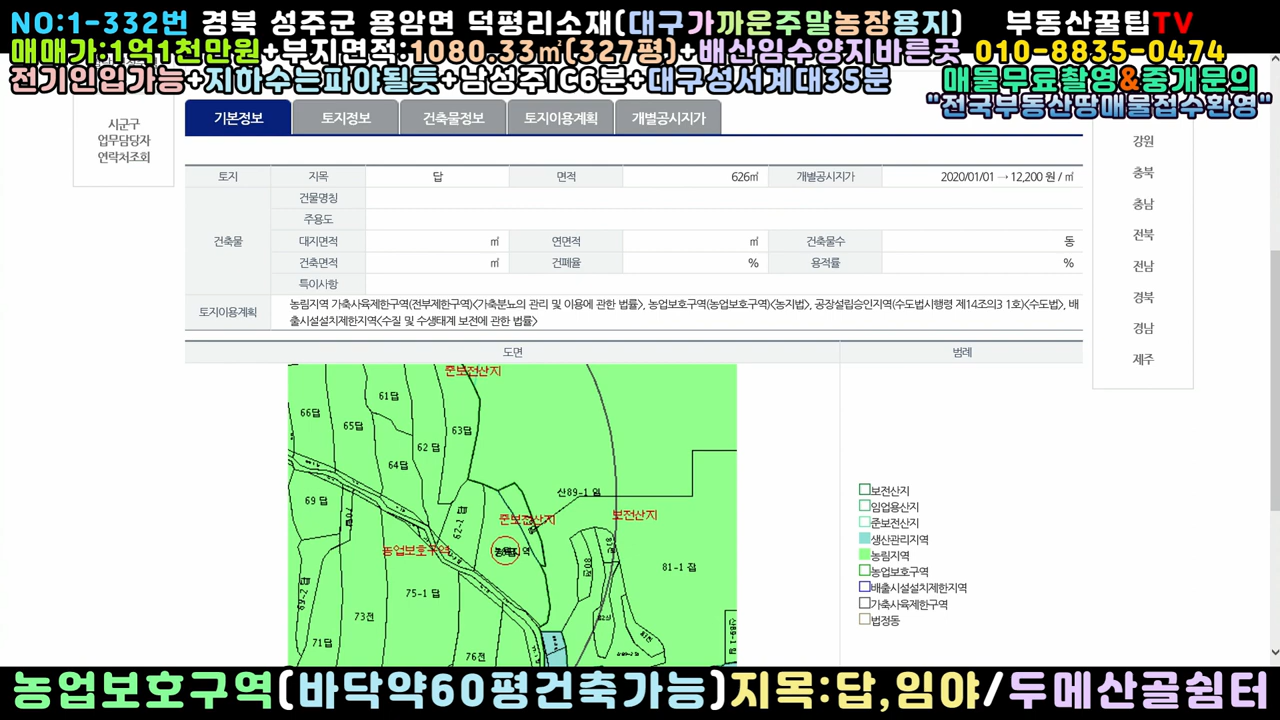 NO:1-332번 경북 성주군 용암면 덕평리소재(대구가까운주말농장용지) 부동산꿀팁TV
매매가:1억1천만원+부지면적:1080.33㎡(327평)+배산임수양지바른곳 010-8835-0474
전기인입가능+지하수는파야될듯+남성주IC6분+대구성서계대35분 매물무료촬영&중개문의
"전국부동산땅매물접수환영"
시군구
업무담당자
연락처조회
기본정보 토지정보 건축물정보 토지이용계획 개별공시지가
강원
충북
충남
전북
전남
경북
경남
제주
토지 지목 답 면적 626㎡ 개별공시지가 2020/01/01 → 12,200 원 / ㎡
건물명칭
주용도
건축물 대지면적 ㎡ 연면적 ㎡ 건축물수 동
건축면적 ㎡ 건폐율 % 용적률 %
특이사항
토지이용계획
농림지역 가축사육제한구역(전부제한구역)<가축분뇨의 관리 및 이용에 관한 법률>, 농업보호구역(농업보호구역)<농지법>, 공장설립승인지역(수도법시행령 제14조의3 1호)<수도법>, 배
출시설설치제한지역<수질 및 수생태계 보전에 관한 법률>
도면 범례
준보전산지
61답
66답
65답
63답
62 답
64답
산89-1 임
69 답
70답
62-2 답
준보전산지
보전산지
농업보호구역
80전
81-1 잡
75-1 답
69-2 답
73전
71답
76전
산89-1 임
보전산지
임업용산지
준보전산지
생산관리지역
농림지역
농업보호구역
배출시설설치제한지역
가축사육제한구역
법정동
농업보호구역(바닥약60평건축가능)지목:답,임야/두메산골쉼터